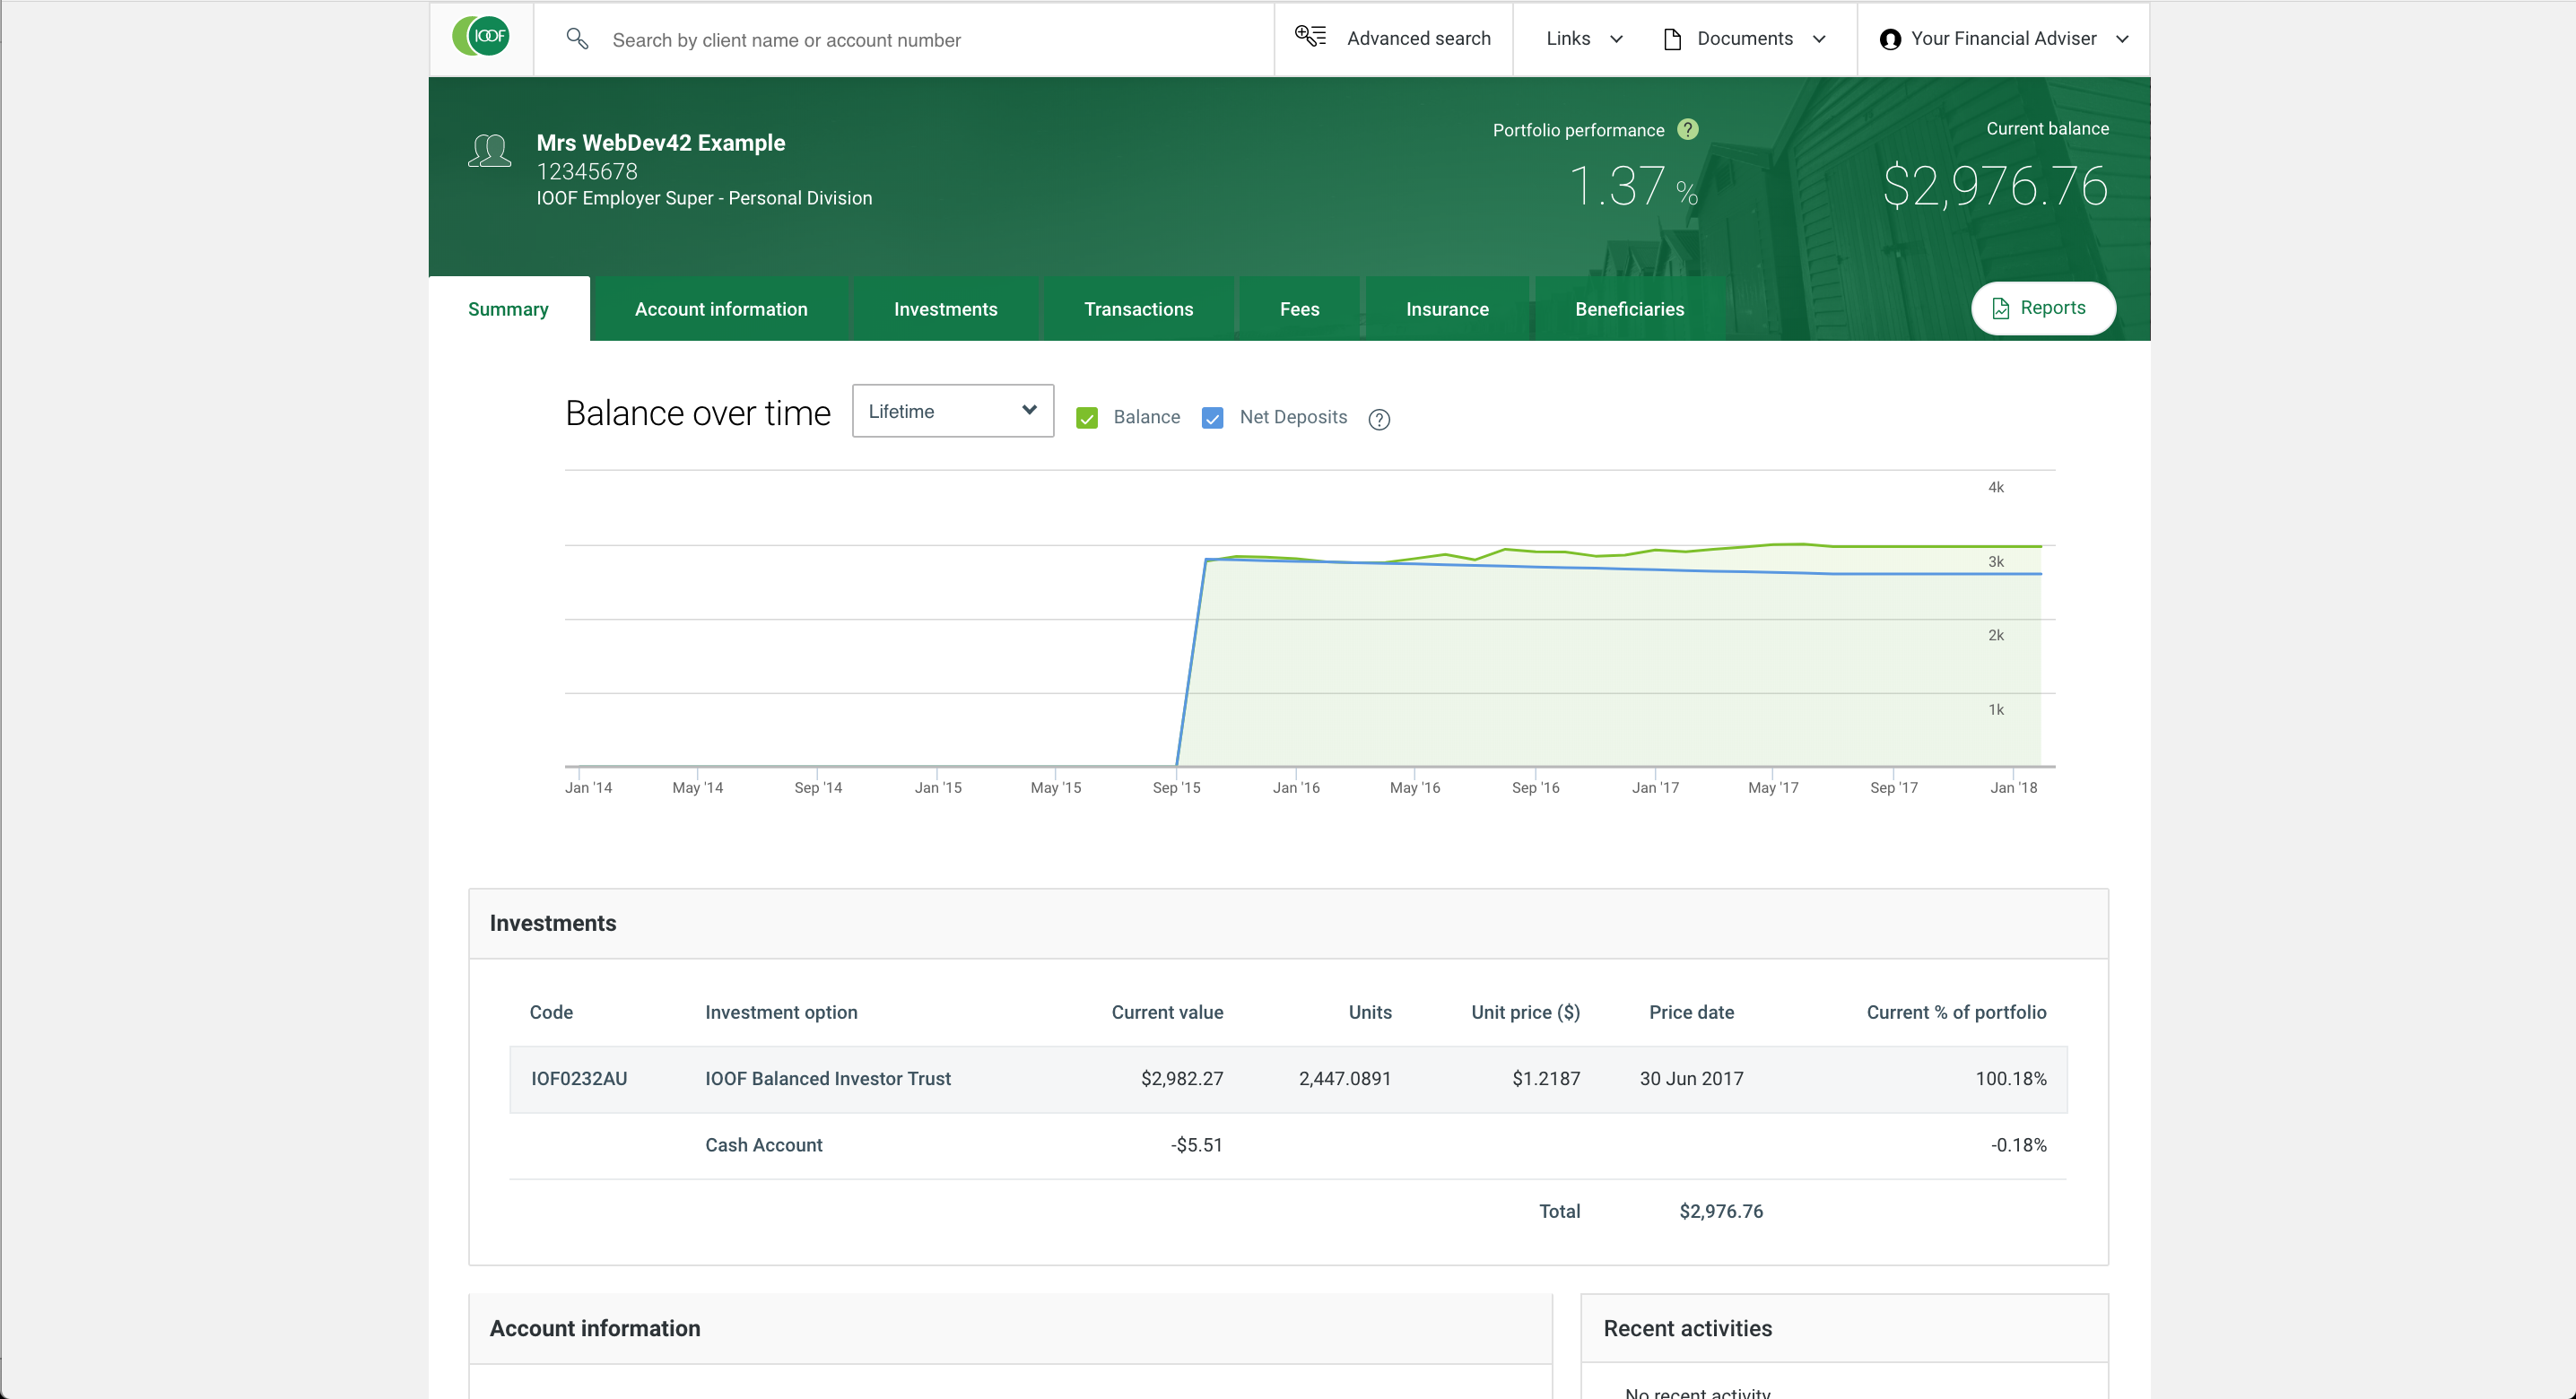 IOOF
Search by client name or account number
Advanced search
Links
Documents
Your Financial Adviser
Mrs WebDev42 Example
12345678
IOOF Employer Super - Personal Division
Portfolio performance ?
1.37 %
Current balance
$2,976.76
Summary
Account information
Investments
Transactions
Fees
Insurance
Beneficiaries
Reports
Balance over time
Lifetime
Balance
Net Deposits
?
4k
3k
2k
1k
Jan '14 May '14 Sep '14 Jan '15 May '15 Sep '15 Jan '16 May '16 Sep '16 Jan '17 May '17 Sep '17 Jan '18
Investments
Code Investment option Current value Units Unit price ($) Price date Current % of portfolio
IOF0232AU IOOF Balanced Investor Trust $2,982.27 2,447.0891 $1.2187 30 Jun 2017 100.18%
Cash Account -$5.51 -0.18%
Total $2,976.76
Account information
Recent activities
No recent activity